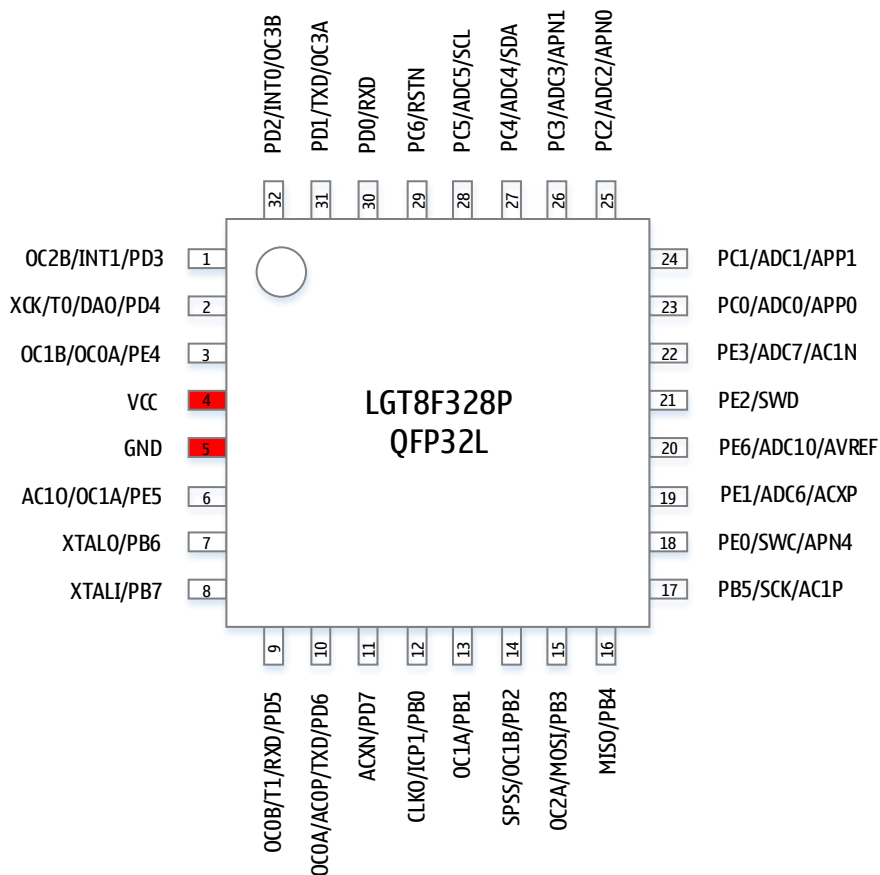 PD2/INT0/OC3B
PD1/TXD/OC3A
PD0/RXD
PC6/RSTN
PC5/ADC5/SCL
PC4/ADC4/SDA
PC3/ADC3/APN1
PC2/ADC2/APN0
32
31
30
29
28
27
26
25
OC2B/INT1/PD3
1
XCK/T0/DAO/PD4
2
OC1B/OC0A/PE4
3
VCC
4
GND
5
AC1O/OC1A/PE5
6
XTALO/PB6
7
XTALI/PB7
8
LGT8F328P
QFP32L
24
PC1/ADC1/APP1
23
PC0/ADC0/APP0
22
PE3/ADC7/AC1N
21
PE2/SWD
20
PE6/ADC10/AVREF
19
PE1/ADC6/ACXP
18
PE0/SWC/APN4
17
PB5/SCK/AC1P
9
10
11
12
13
14
15
16
OC0B/T1/RXD/PD5
OC0A/AC0P/TXD/PD6
ACXN/PD7
CLKO/ICP1/PB0
OC1A/PB1
SPSS/OC1B/PB2
OC2A/MOSI/PB3
MISO/PB4